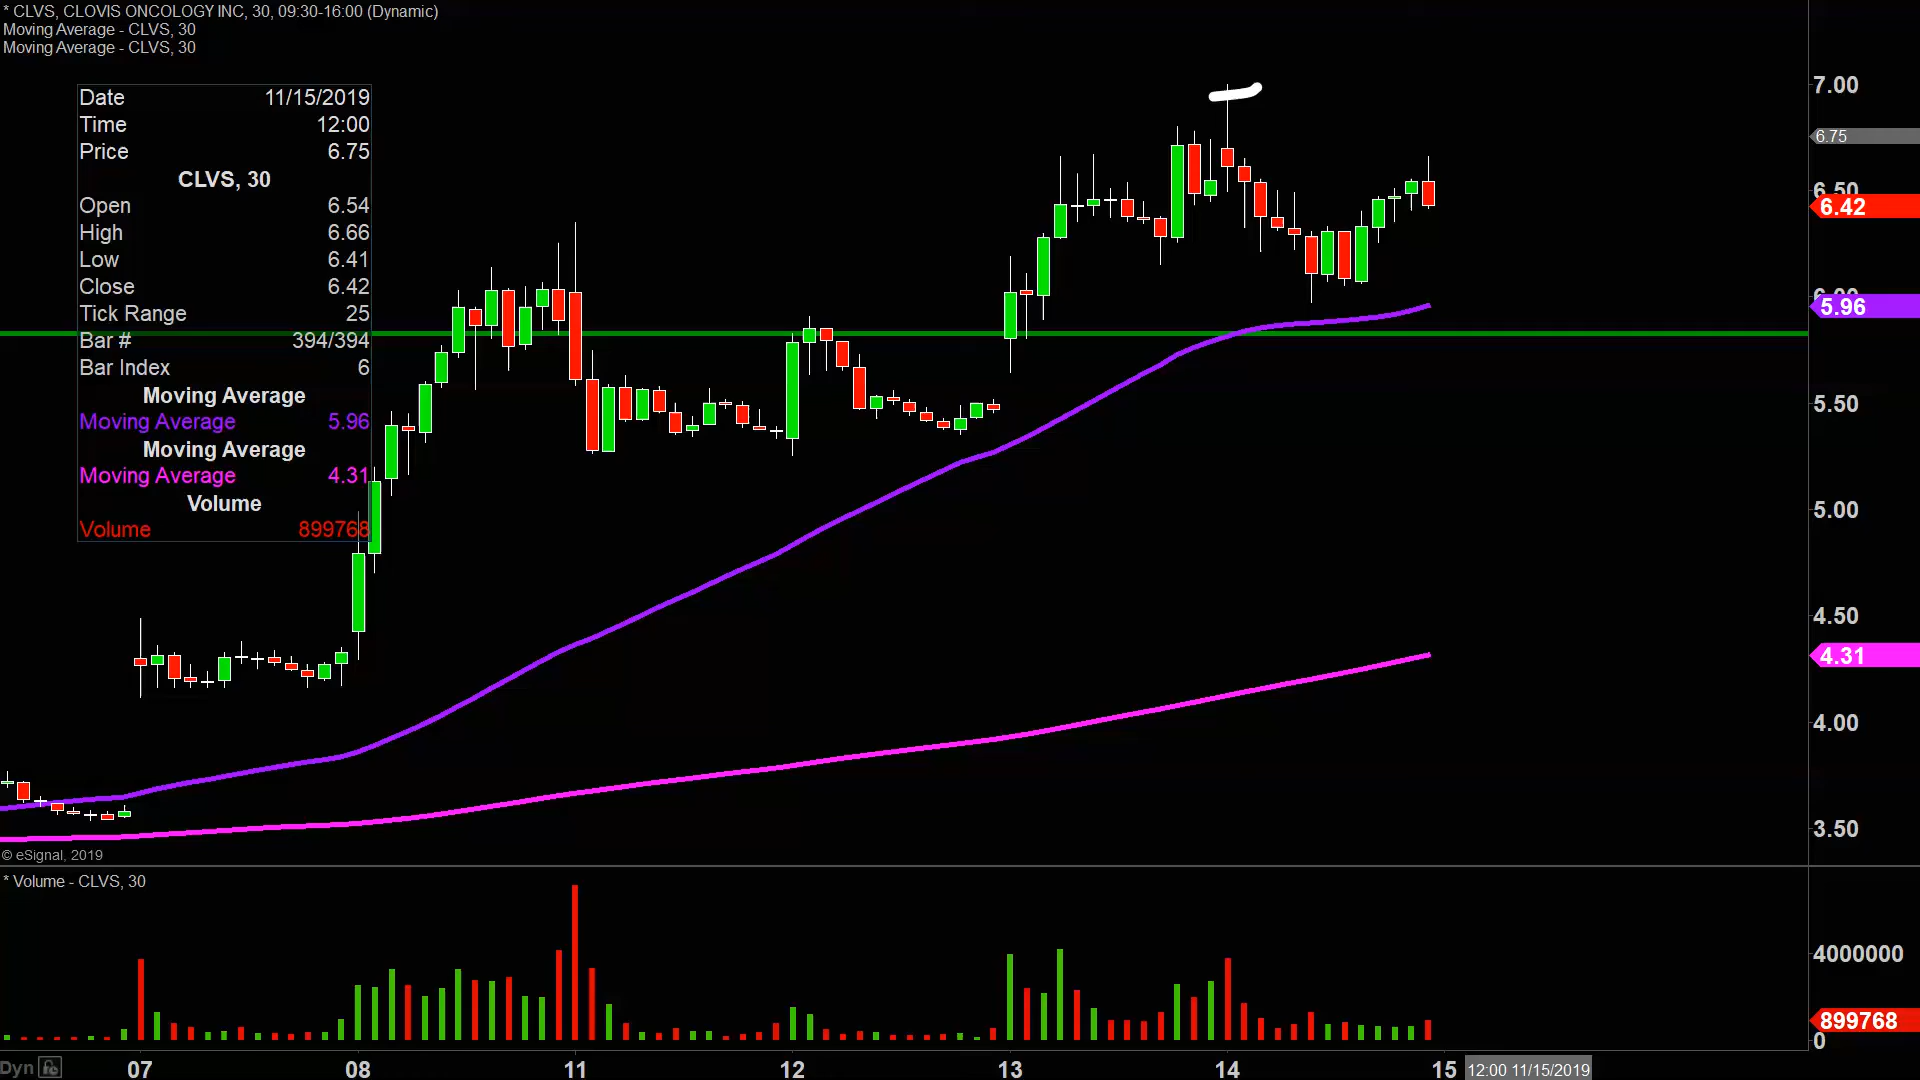 * CLVS, CLOVIS ONCOLOGY INC, 30, 09:30-16:00 (Dynamic)
Moving Average - CLVS, 30
Moving Average - CLVS, 30
Date 11/15/2019
Time 12:00
Price 6.75
CLVS, 30
Open 6.54
High 6.66
Low 6.41
Close 6.42
Tick Range 25
Bar # 394/394
Bar Index 6
Moving Average
Moving Average 5.96
Moving Average
Moving Average 4.31
Volume
Volume 899768
7.00
6.75
6.50
6.42
6.00
5.96
5.50
5.00
4.50
4.31
4.00
3.50
© eSignal, 2019
* Volume - CLVS, 30
4000000
899768
0
Dyn 07 08 11 12 13 14 15 12:00 11/15/2019